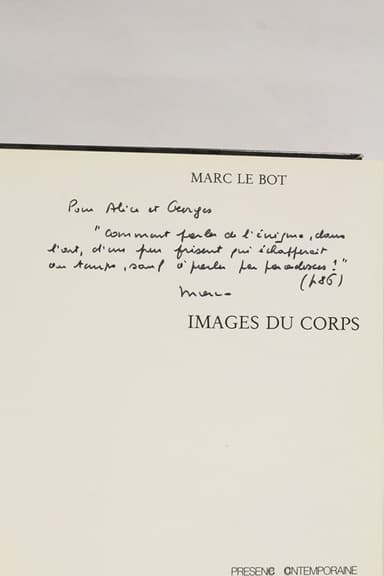 MARC LE BOT
Pour Alice et Georges
"Comment parler de l'énigme, dans
l'art, d'un pur présent qui échapperait
au temps, sauf à parler par paradoxes?"
(p86)
Marc
IMAGES DU CORPS
PRESENCE CONTEMPORAINE